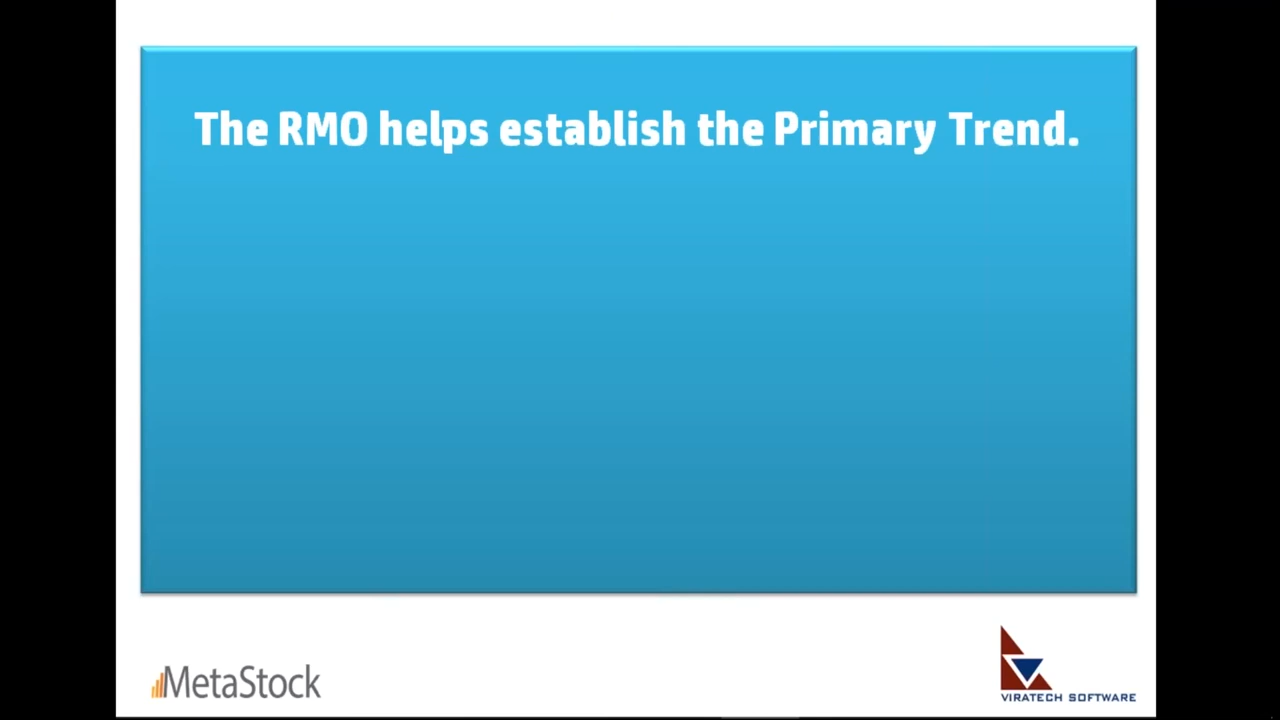 The RMO helps establish the Primary Trend.
MetaStock
VIRATECH SOFTWARE